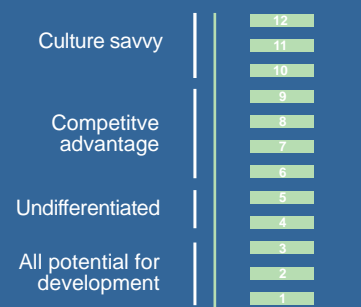 Culture savvy
12
11
10
Competitve
advantage
9
8
7
6
Undifferentiated
5
4
All potential for
development
3
2
1